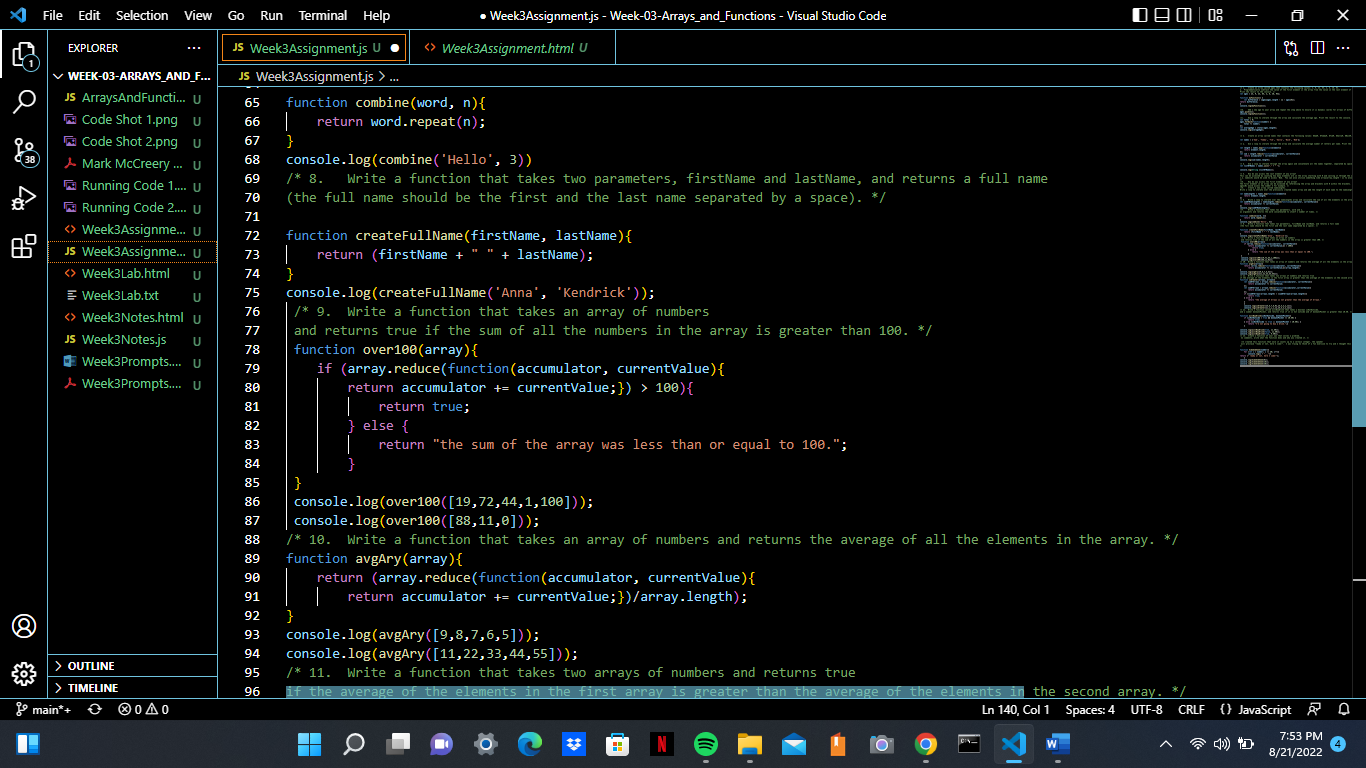 File Edit Selection View Go Run Terminal Help
● Week3Assignment.js - Week-03-Arrays_and_Functions - Visual Studio Code
EXPLORER ...
JS Week3Assignment.js U ●
<> Week3Assignment.html U
JS Week3Assignment.js > ...
1
38
WEEK-03-ARRAYS_AND_F...
JS ArraysAndFuncti... U
Code Shot 1.png U
Code Shot 2.png U
Mark McCreery ... U
Running Code 1.... U
Running Code 2.... U
<> Week3Assignme... U
JS Week3Assignme... U
<> Week3Lab.html U
Week3Lab.txt U
<> Week3Notes.html U
JS Week3Notes.js U
Week3Prompts.... U
Week3Prompts.... U
OUTLINE
TIMELINE
65 function combine(word, n){
66 return word.repeat(n);
67 }
68 console.log(combine('Hello', 3))
69 /* 8. Write a function that takes two parameters, firstName and lastName, and returns a full name
70 (the full name should be the first and the last name separated by a space). */
71
72 function createFullName(firstName, lastName){
73 return (firstName + " " + lastName);
74 }
75 console.log(createFullName('Anna', 'Kendrick'));
76 /* 9. Write a function that takes an array of numbers
77 and returns true if the sum of all the numbers in the array is greater than 100. */
78 function over100(array){
79 if (array.reduce(function(accumulator, currentValue){
80 return accumulator += currentValue;}) > 100){
81 return true;
82 } else {
83 return "the sum of the array was less than or equal to 100.";
84 }
85 }
86 console.log(over100([19,72,44,1,100]));
87 console.log(over100([88,11,0]));
88 /* 10. Write a function that takes an array of numbers and returns the average of all the elements in the array. */
89 function avgAry(array){
90 return (array.reduce(function(accumulator, currentValue){
91 return accumulator += currentValue;})/array.length);
92 }
93 console.log(avgAry([9,8,7,6,5]));
94 console.log(avgAry([11,22,33,44,55]));
95 /* 11. Write a function that takes two arrays of numbers and returns true
96 if the average of the elements in the first array is greater than the average of the elements in the second array. */
main*+ 0 0
Ln 140, Col 1 Spaces: 4 UTF-8 CRLF {} JavaScript
N
W
7:53 PM
8/21/2022
4